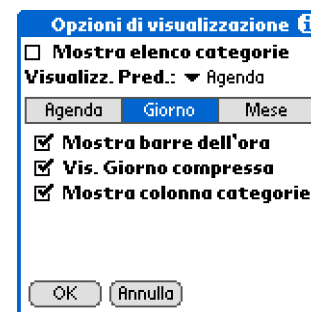 Opzioni di visualizzazione i
Mostra elenco categorie
Visualizz. Pred.: Agenda
Agenda Giorno Mese
Mostra barre dell'ora
Vis. Giorno compressa
Mostra colonna categorie
OK Annulla